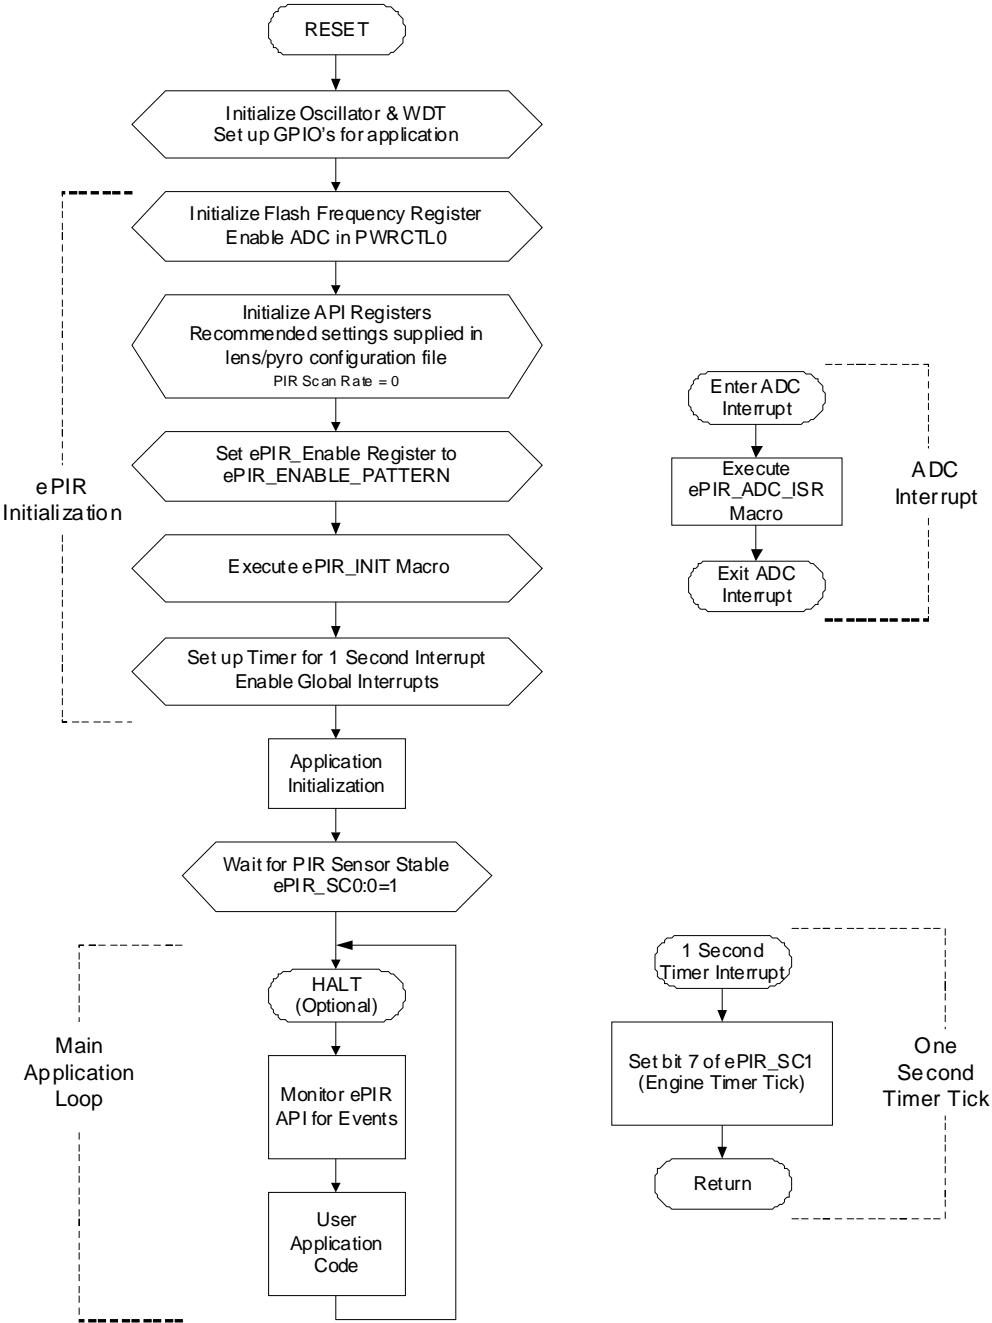 RESET
Initialize Oscillator & WDT
Set up GPIO's for application
Initialize Flash Frequency Register
Enable ADC in PWRCTL0
Initialize API Registers
Recommended settings supplied in
lens/pyro configuration file
PIR Scan Rate = 0
Set ePIR_Enable Register to
ePIR_ENABLE_PATTERN
Execute ePIR_INIT Macro
Set up Timer for 1 Second Interrupt
Enable Global Interrupts
ePIR
Initialization
Application
Initialization
Wait for PIR Sensor Stable
ePIR_SC0:0=1
HALT
(Optional)
Monitor ePIR
API for Events
User
Application
Code
Main
Application
Loop
Enter ADC
Interrupt
Execute
ePIR_ADC_ISR
Macro
Exit ADC
Interrupt
ADC
Interrupt
1 Second
Timer Interrupt
Set bit 7 of ePIR_SC1
(Engine Timer Tick)
Return
One
Second
Timer Tick